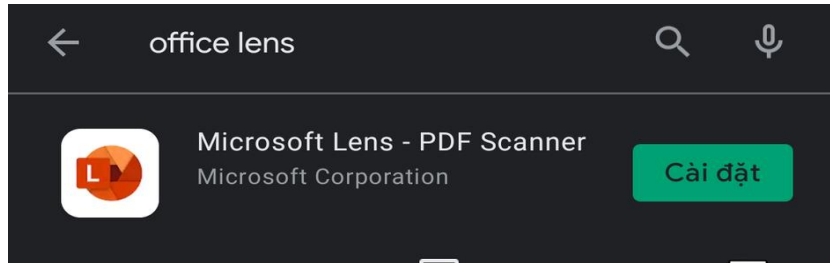 office lens
Microsoft Lens - PDF Scanner
Microsoft Corporation
Cài đặt
L